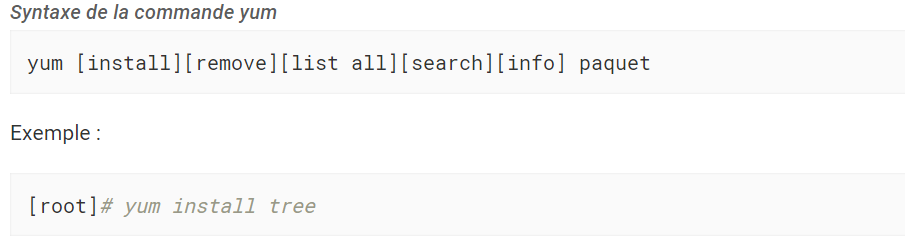 Syntaxe de la commande yum
yum [install][remove][list all][search][info] paquet
Exemple :
[root]# yum install tree